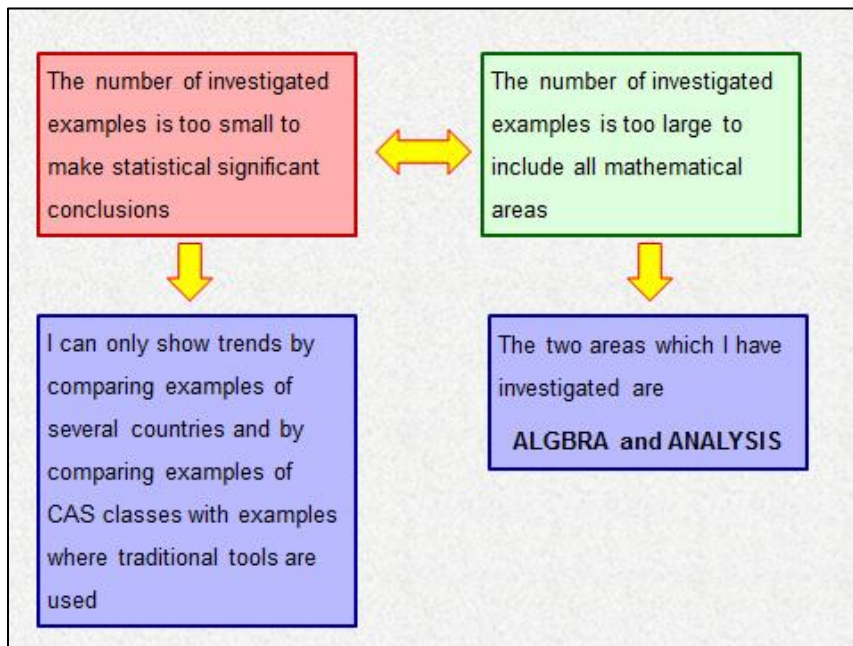 The number of investigated
examples is too small to
make statistical significant
conclusions
The number of investigated
examples is too large to
include all mathematical
areas
I can only show trends by
comparing examples of
several countries and by
comparing examples of
CAS classes with examples
where traditional tools are
used
The two areas which I have
investigated are
ALGBRA and ANALYSIS